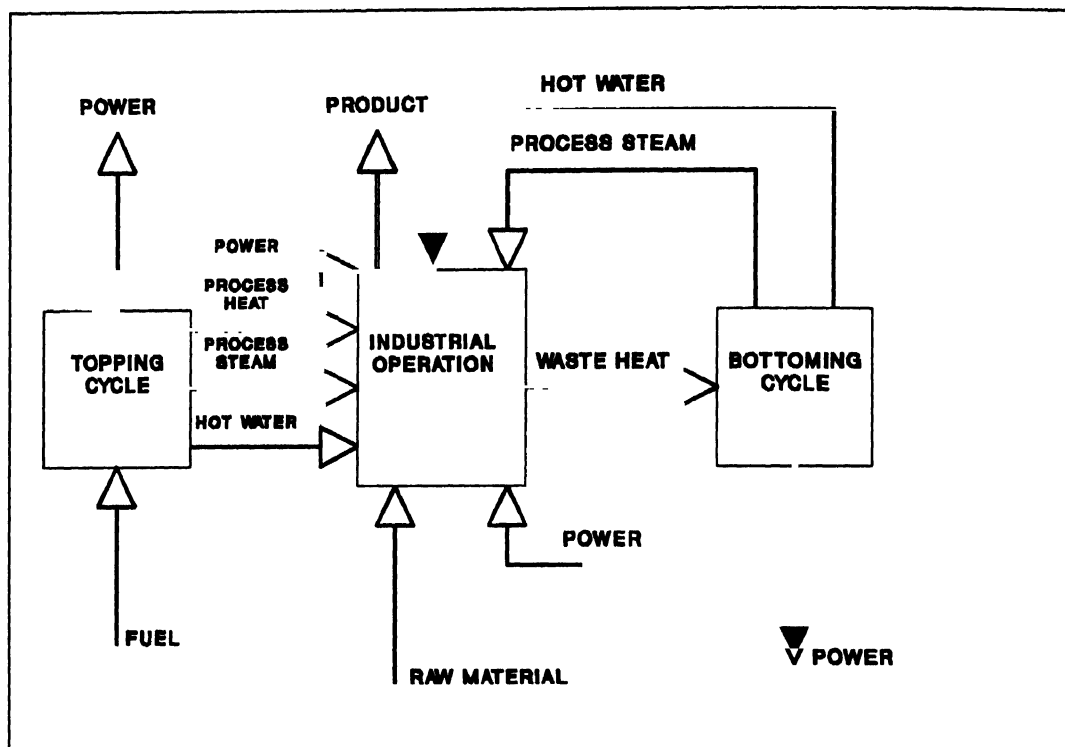 HOT WATER
POWER
PRODUCT
PROCESS STEAM
POWER
PROCESS
HEAT
PROCESS
STEAM
HOT WATER
TOPPING
CYCLE
INDUSTRIAL
OPERATION
WASTE HEAT
BOTTOMING
CYCLE
POWER
FUEL
RAW MATERIAL
POWER